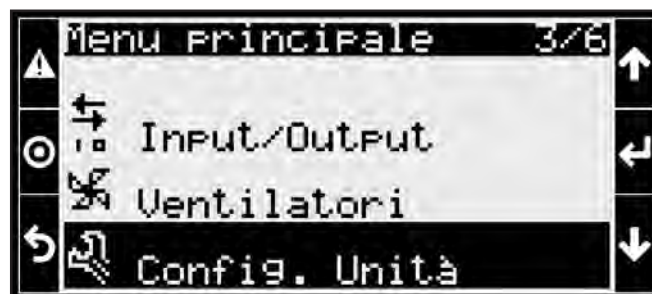 Menu principale 3/6
Input/Output
Ventilatori
Config. Unità